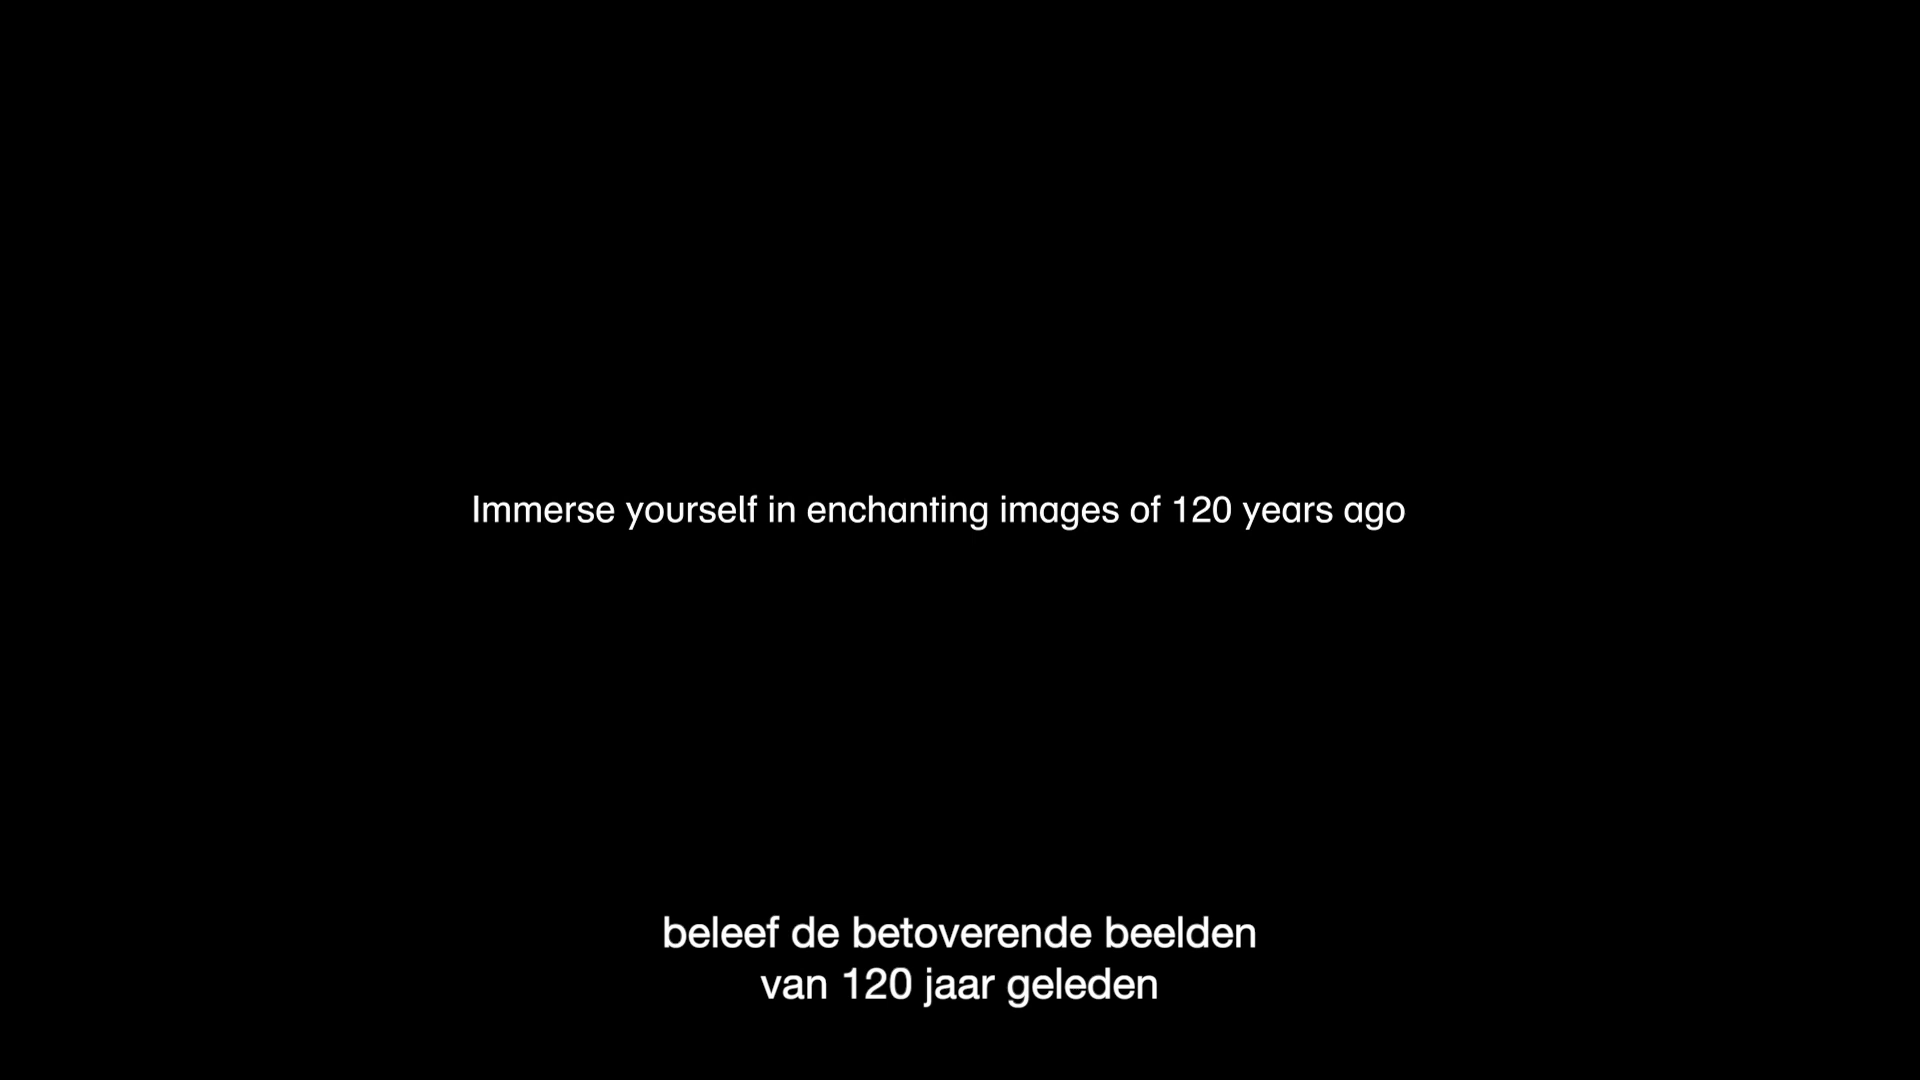 Immerse yourself in enchanting images of 120 years ago
beleef de betoverende beelden
van 120 jaar geleden